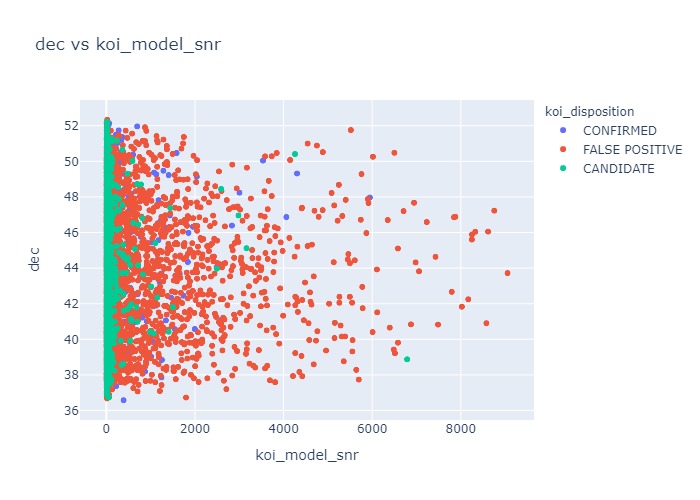 dec vs koi_model_snr
koi_disposition
CONFIRMED
FALSE POSITIVE
CANDIDATE
52
50
48
46
44
42
40
38
36
dec
0 2000 4000 6000 8000
koi_model_snr